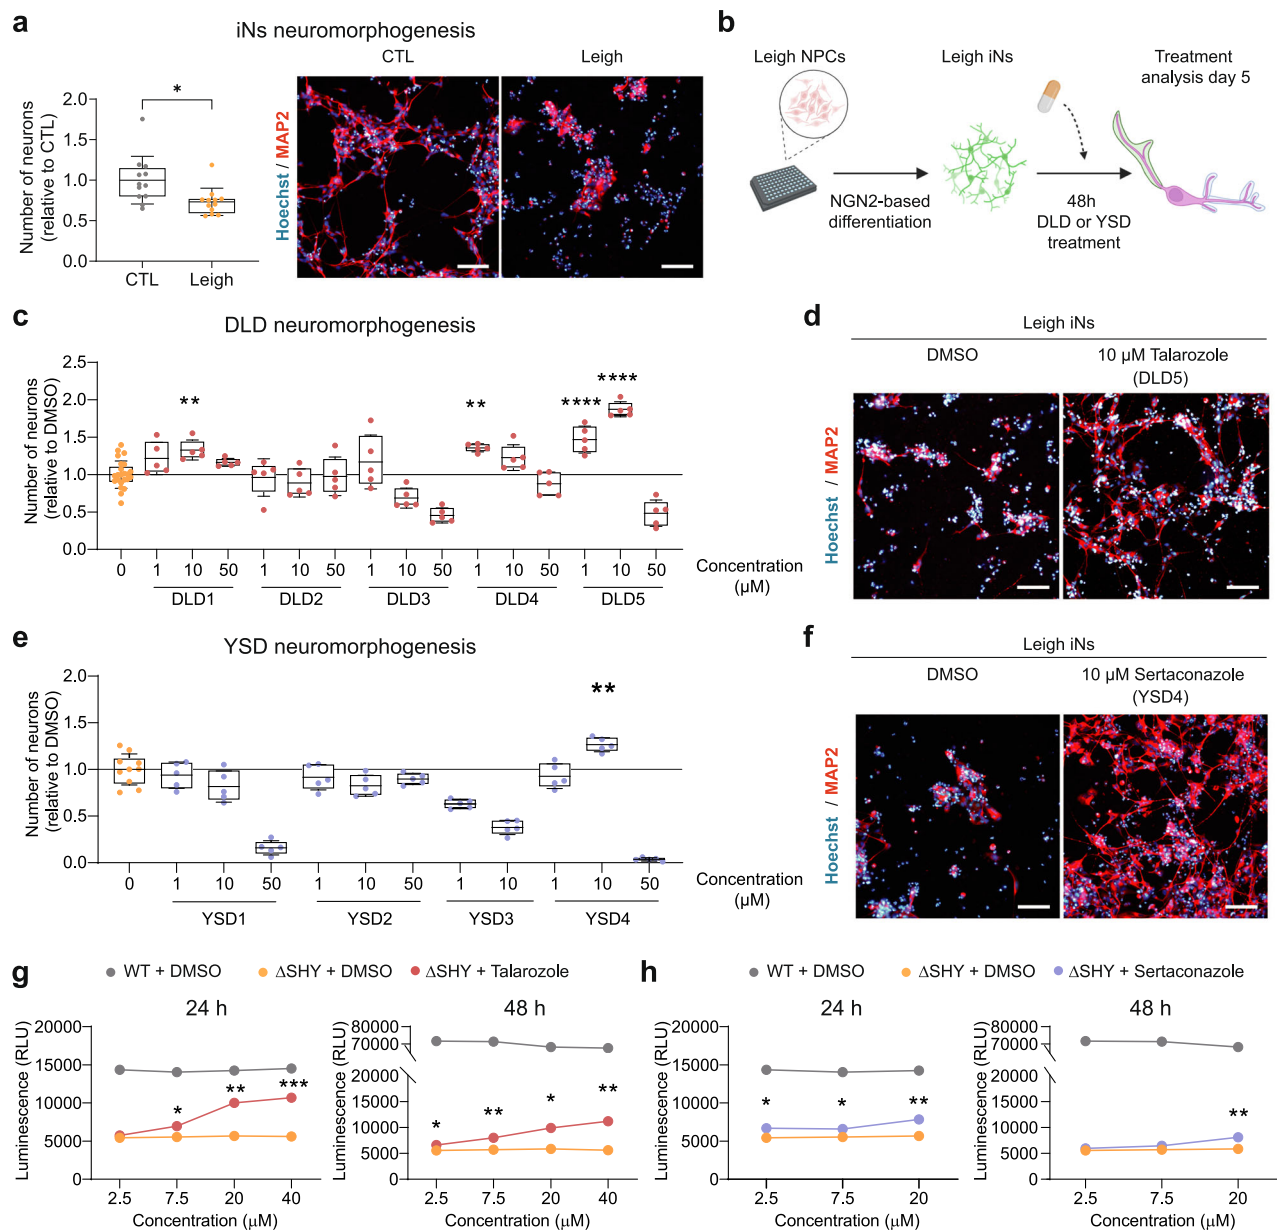 a
iNs neuromorphogenesis
CTL
Leigh
Number of neurons
(relative to CTL)
2.0
1.5
1.0
0.5
0.0
*
CTL
Leigh
Hoechst / MAP2
b
Leigh NPCs
Leigh iNs
Treatment
analysis day 5
NGN2-based
differentiation
48h
DLD or YSD
treatment
c
DLD neuromorphogenesis
Number of neurons
(relative to DMSO)
2.5
2.0
1.5
1.0
0.5
0.0
**
**
****
****
0 1 10 50 1 10 50 1 10 50 1 10 50 1 10 50
DLD1 DLD2 DLD3 DLD4 DLD5
Concentration
(µM)
d
Leigh iNs
DMSO
10 µM Talarozole
(DLD5)
Hoechst / MAP2
e
YSD neuromorphogenesis
Number of neurons
(relative to DMSO)
2.0
1.5
1.0
0.5
0.0
**
0 1 10 50 1 10 50 1 10 1 10 50
YSD1 YSD2 YSD3 YSD4
Concentration
(µM)
f
Leigh iNs
DMSO
10 µM Sertaconazole
(YSD4)
Hoechst / MAP2
g
WT + DMSO
ΔSHY + DMSO
ΔSHY + Talarozole
24 h
Luminescence (RLU)
20000
15000
10000
5000
0
*
**
***
2.5 7.5 20 40
Concentration (µM)
48 h
Luminescence (RLU)
80000
70000
20000
15000
10000
5000
0
*
**
*
**
2.5 7.5 20 40
Concentration (µM)
h
WT + DMSO
ΔSHY + DMSO
ΔSHY + Sertaconazole
24 h
Luminescence (RLU)
20000
15000
10000
5000
0
*
*
**
2.5 7.5 20
Concentration (µM)
48 h
Luminescence (RLU)
80000
70000
20000
15000
10000
5000
0
**
2.5 7.5 20
Concentration (µM)